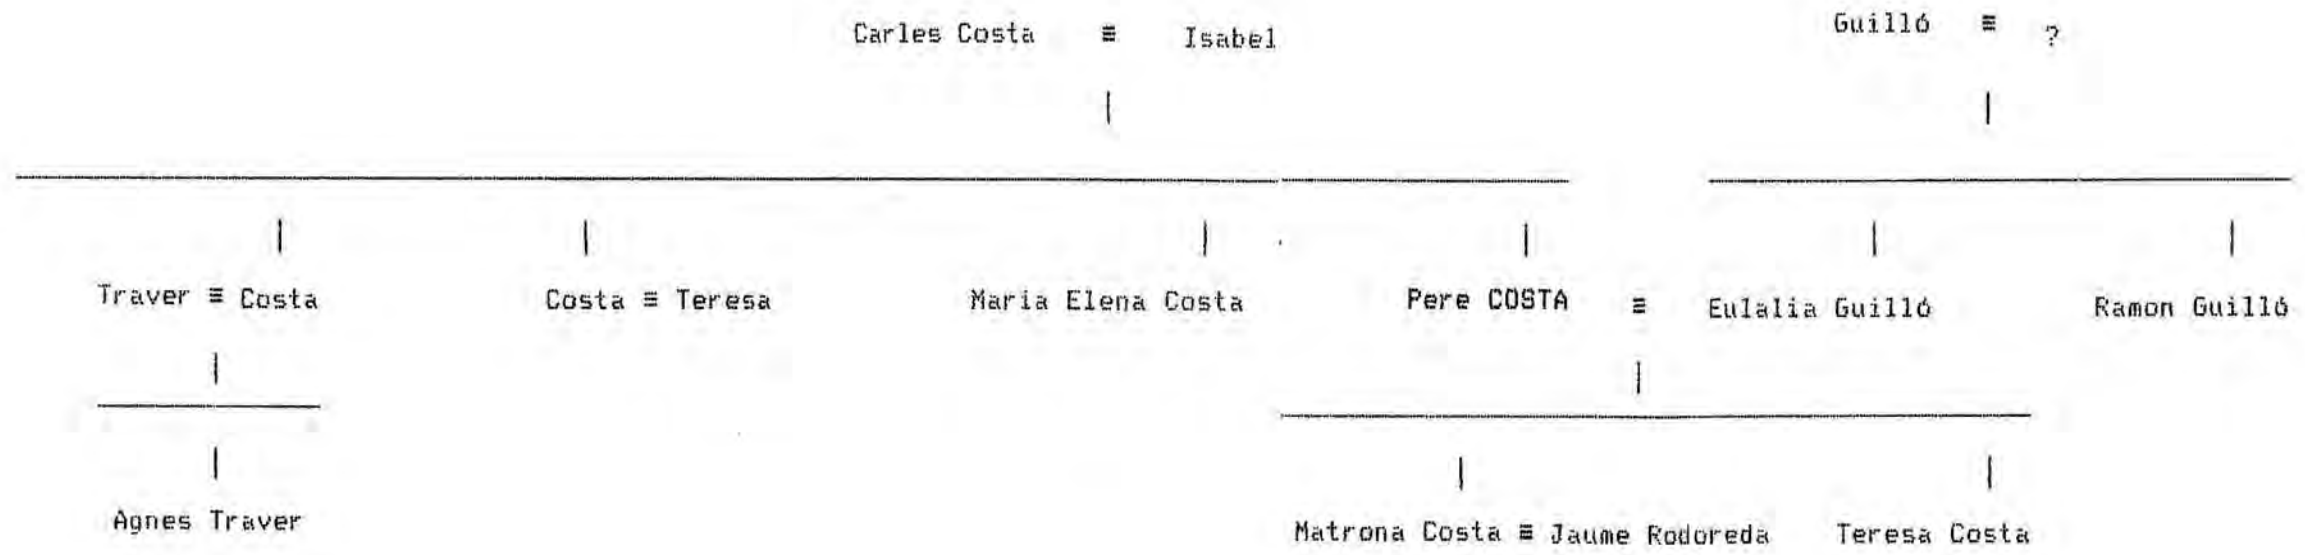 Carles Costa ≡ Isabel Guilló ≡ ?
Traver ≡ Costa Costa ≡ Teresa Maria Elena Costa Pere COSTA ≡ Eulalia Guilló Ramon Guilló
Agnes Traver Matrona Costa ≡ Jaume Rodoreda Teresa Costa